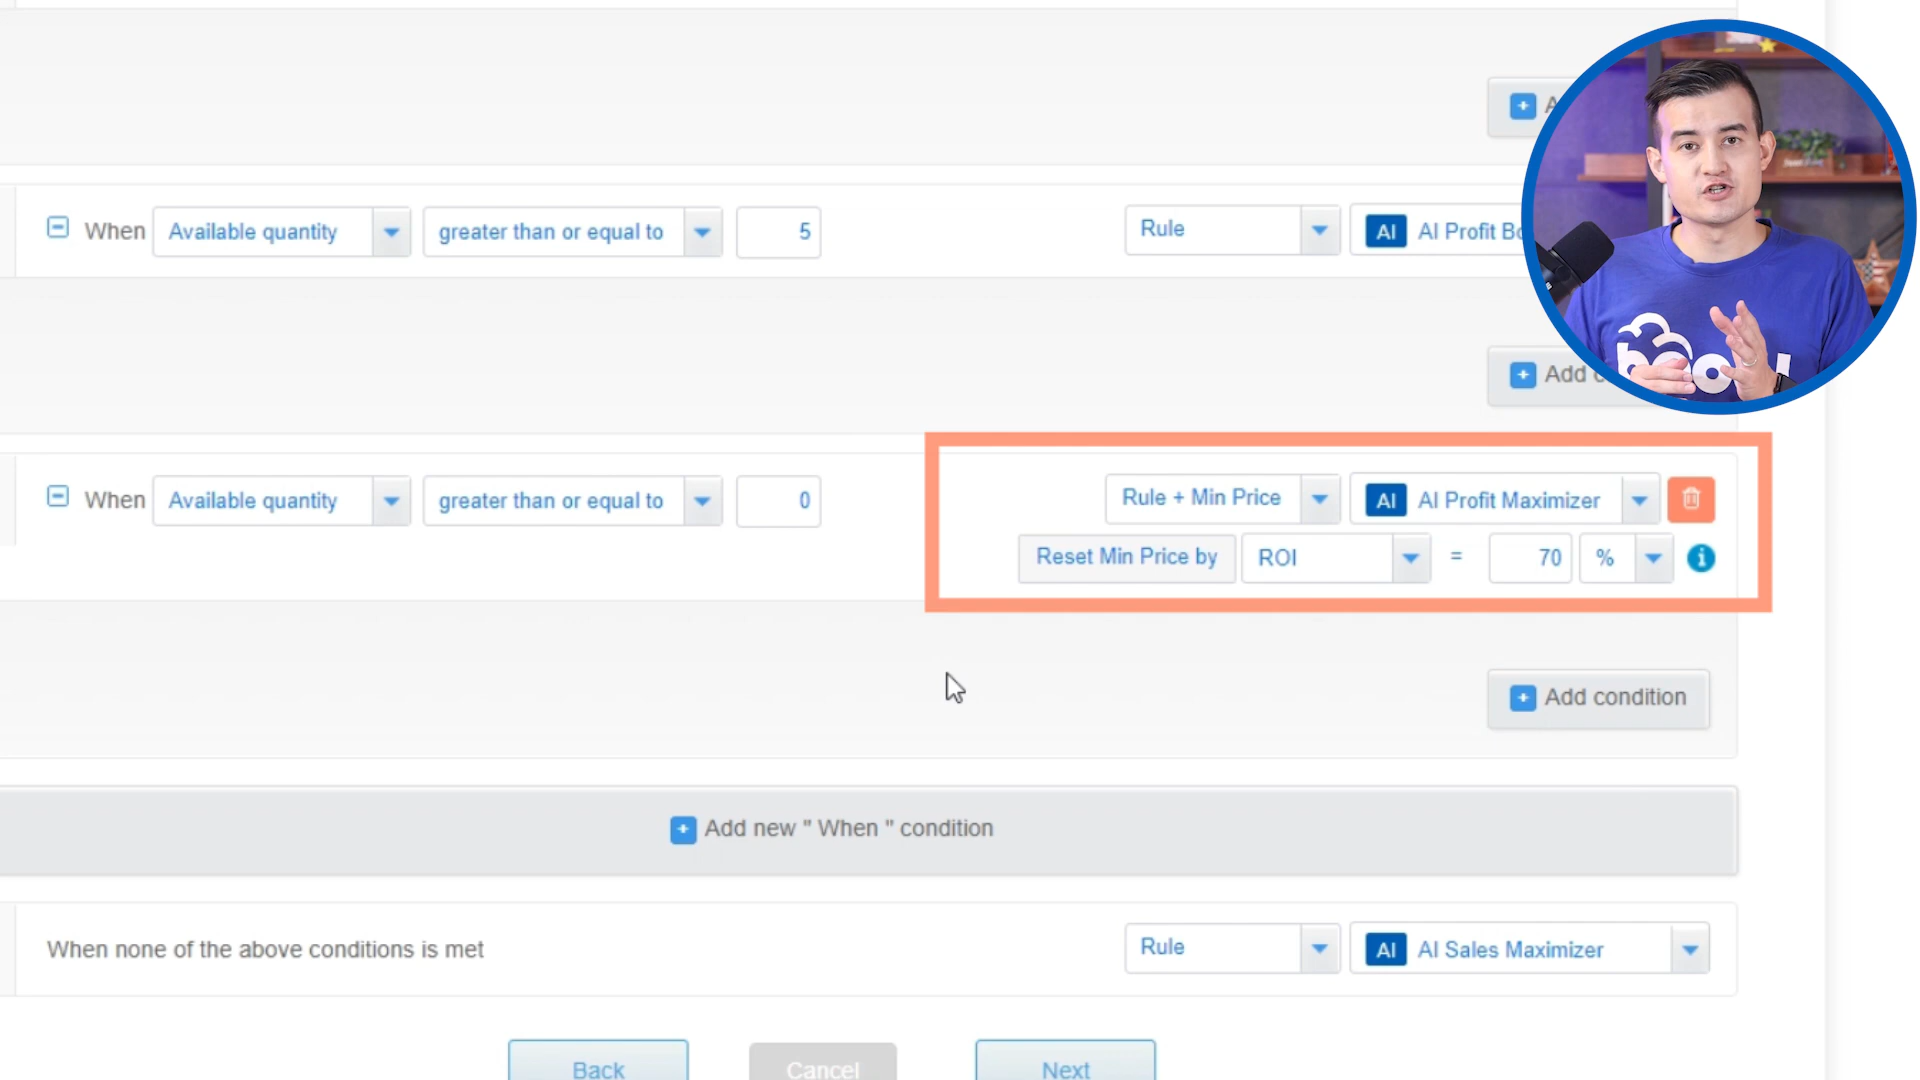 When Available quantity greater than or equal to 5 Rule AI AI Profit
Add
When Available quantity greater than or equal to 0 Rule + Min Price AI AI Profit Maximizer
Reset Min Price by ROI = 70 %
Add condition
Add new " When " condition
When none of the above conditions is met Rule AI AI Sales Maximizer
Back Cancel Next